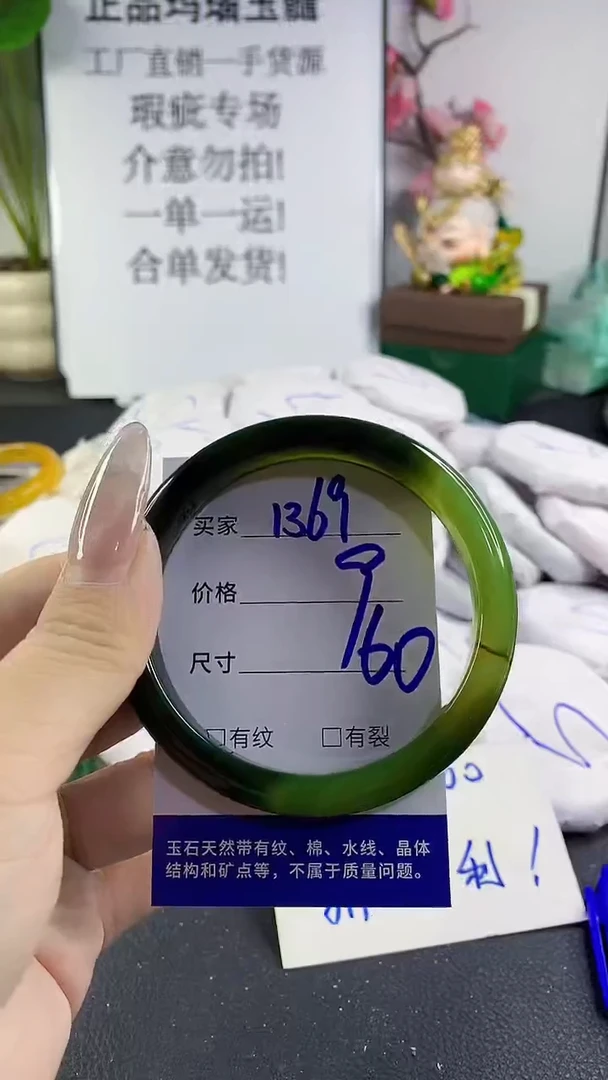 正品玛瑙玉髓
工厂直销一手货源
瑕疵专场
介意勿拍!
一单一运!
合单发货!
买家 1369
价格 9
尺寸 60
□有纹 □有裂
玉石天然带有纹、棉、水线、晶体
结构和矿点等，不属于质量问题。
利!